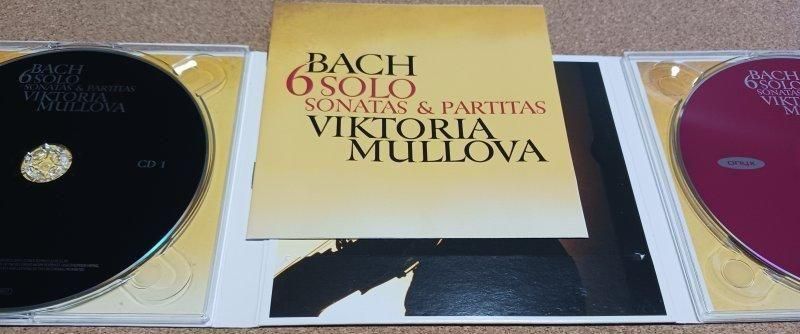 BACH
6 SOLO
SONATAS & PARTITAS
VIKTORIA
MULLOVA
CD 1
BACH
6 SOLO
SONATAS & PARTITAS
VIKTORIA
MULLOVA
BACH
6 SOLO
SONATAS
onyx